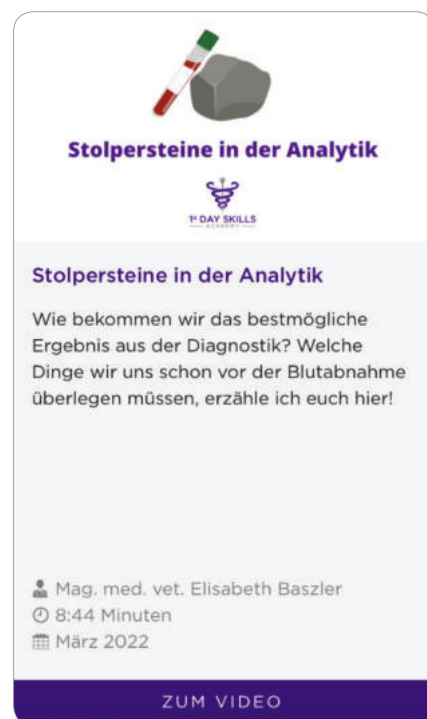 Stolpersteine in der Analytik
1st DAY SKILLS
ACADEMY
Stolpersteine in der Analytik
Wie bekommen wir das bestmögliche
Ergebnis aus der Diagnostik? Welche
Dinge wir uns schon vor der Blutabnahme
überlegen müssen, erzähle ich euch hier!
Mag. med. vet. Elisabeth Baszler
8:44 Minuten
März 2022
ZUM VIDEO